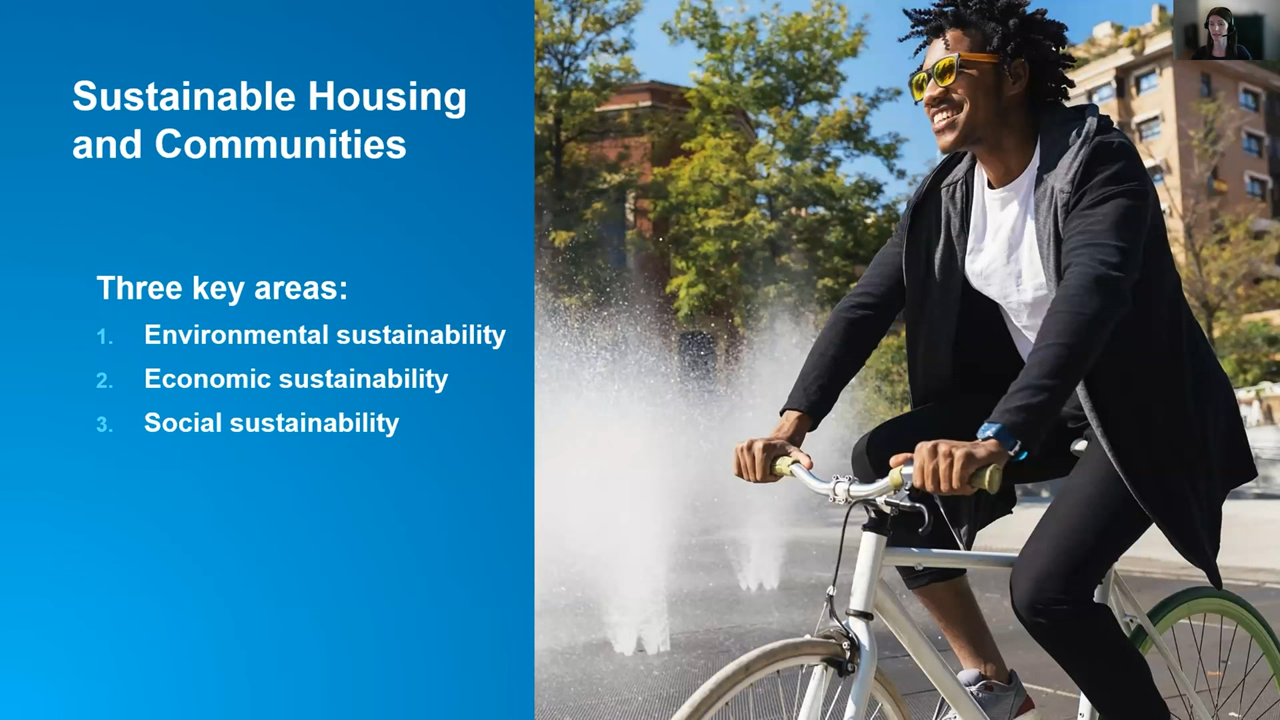 Sustainable Housing
and Communities
Three key areas:
1. Environmental sustainability
2. Economic sustainability
3. Social sustainability